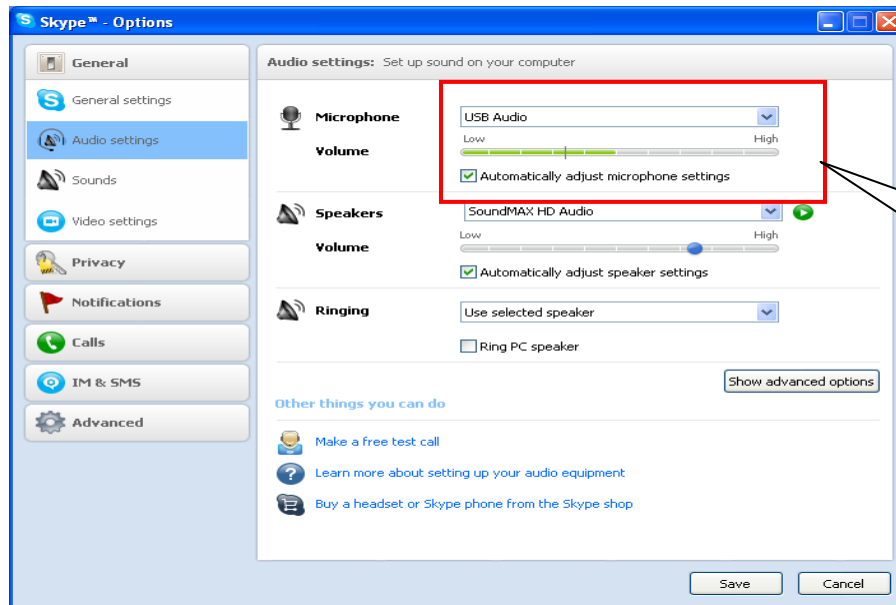 Skype™ - Options
General
General settings
Audio settings
Sounds
Video settings
Privacy
Notifications
Calls
IM & SMS
Advanced
Audio settings: Set up sound on your computer
Microphone USB Audio
Low High
Volume
Automatically adjust microphone settings
Speakers SoundMAX HD Audio
Low High
Volume
Automatically adjust speaker settings
Ringing Use selected speaker
Ring PC speaker
Show advanced options
Other things you can do
Make a free test call
Learn more about setting up your audio equipment
Buy a headset or Skype phone from the Skype shop
Save Cancel